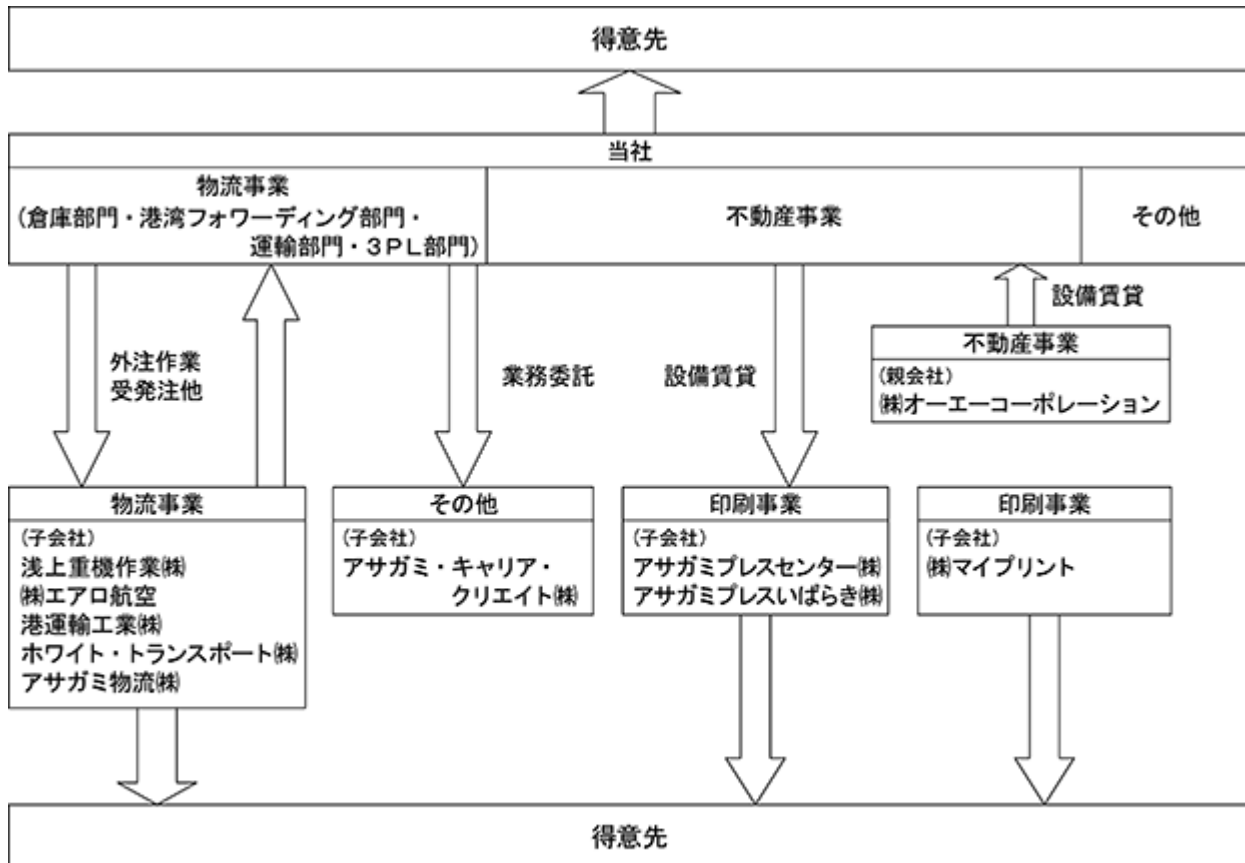 得意先
当社
物流事業
(倉庫部門・港湾フォワーディング部門・
運輸部門・3PL部門)
不動産事業
その他
外注作業
受発注他
業務委託
設備賃貸
設備賃貸
不動産事業
(親会社)
㈱オーエーコーポレーション
物流事業
(子会社)
浅上重機作業㈱
㈱エアロ航空
港運輸工業㈱
ホワイト・トランスポート㈱
アサガミ物流㈱
その他
(子会社)
アサガミ・キャリア・
クリエイト㈱
印刷事業
(子会社)
アサガミプレスセンター㈱
アサガミプレスいばらき㈱
印刷事業
(子会社)
㈱マイプリント
得意先